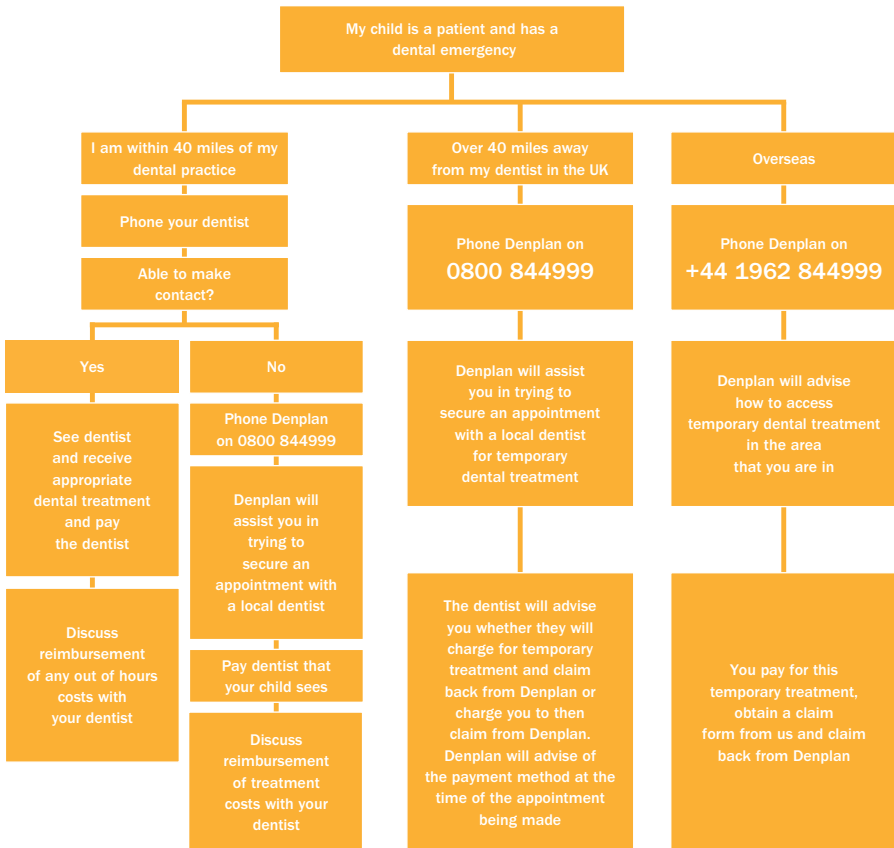 My child is a patient and has a
dental emergency
I am within 40 miles of my
dental practice
Phone your dentist
Able to make
contact?
Yes
See dentist
and receive
appropriate
dental treatment
and pay
the dentist
Discuss
reimbursement
of any out of hours
costs with
your dentist
No
Phone Denplan
on 0800 844999
Denplan will
assist you in
trying to
secure an
appointment with
a local dentist
Pay dentist that
your child sees
Discuss
reimbursement
of treatment
costs with your
dentist
Over 40 miles away
from my dentist in the UK
Phone Denplan on
0800 844999
Denplan will assist
you in trying to
secure an appointment
with a local dentist
for temporary
dental treatment
The dentist will advise
you whether they will
charge for temporary
treatment and claim
back from Denplan or
charge you to then
claim from Denplan.
Denplan will advise of
the payment method at the
time of the appointment
being made
Overseas
Phone Denplan on
+44 1962 844999
Denplan will advise
how to access
temporary dental treatment
in the area
that you are in
You pay for this
temporary treatment,
obtain a claim
form from us and claim
back from Denplan